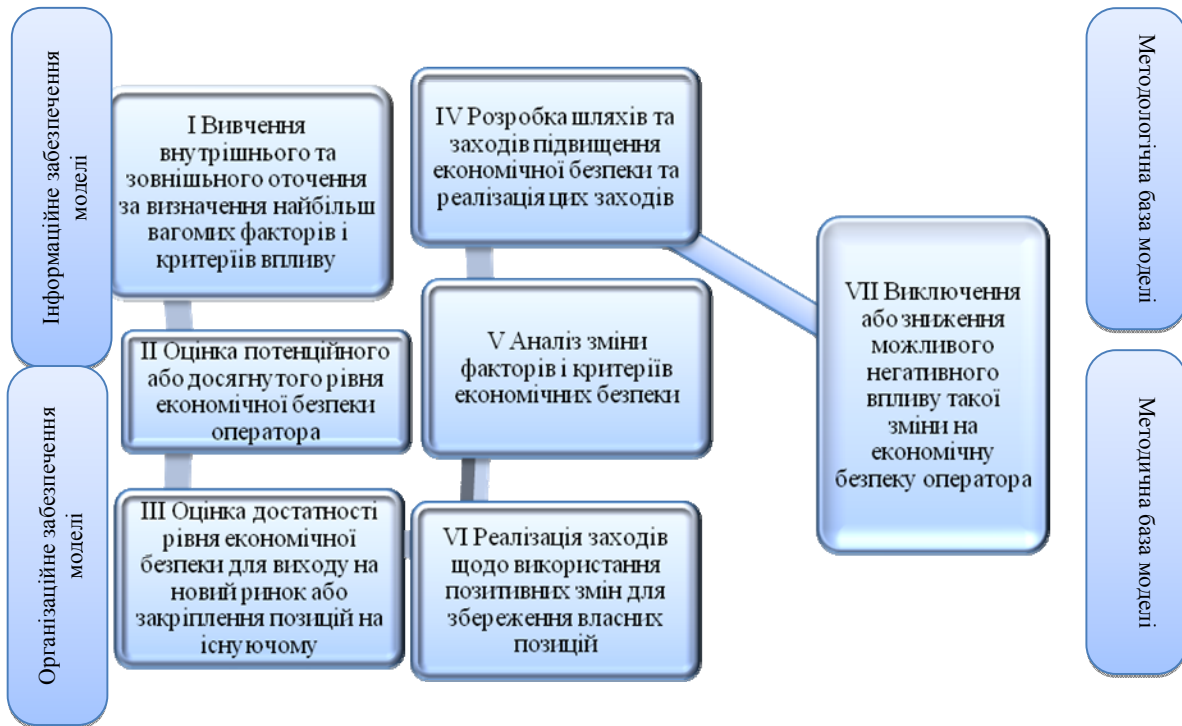 Інформаційне забезпечення
моделі
Організаційне забезпечення
моделі
І Вивчення
внутрішнього та
зовнішього оточення
за визначення найбільш
вагомих факторів і
критеріїв впливу
ІІ Оцінка потенційного
або досягнутого рівня
економічної безпеки
оператора
ІІІ Оцінка достатності
рівня економічної
безпеки для виходу на
новий ринок або
закріплення позицій на
існуючому
IV Розробка шляхів та
заходів підвищення
економічної безпеки та
реалізація цих заходів
V Аналіз зміни
факторів і критеріїв
економічних безпеки
VI Реалізація заходів
щодо використання
позитивних змін для
збереження власних
позицій
VII Виключення
або зниження
можливого
негативного
впливу такої
зміни на
економічну
безпеку оператора
Методологічна база моделі
Методична база моделі